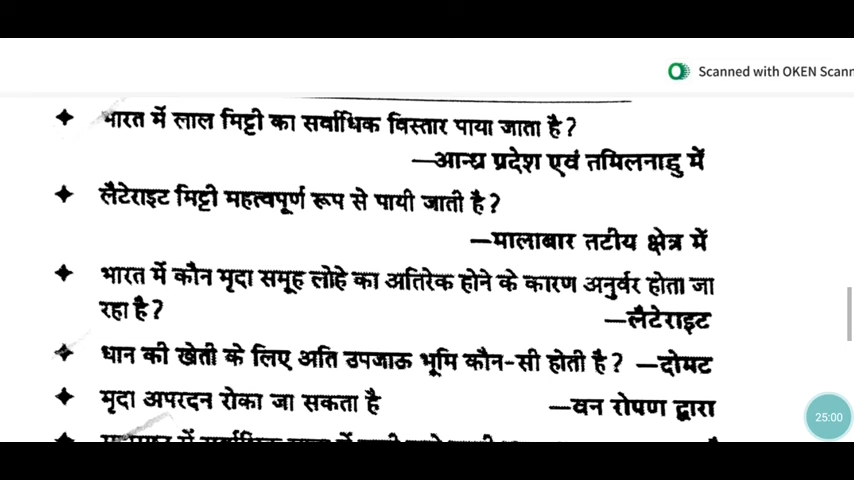 Scanned with OKEN Scann
भारत में लाल मिट्टी का सर्वाधिक विस्तार पाया जाता है?
—आन्ध्र प्रदेश एवं तमिलनाडु में
लैटेराइट मिट्टी महत्वपूर्ण रूप से पायी जाती है?
—मालाबार तटीय क्षेत्र में
भारत में कौन मृदा समूह लोहे का अतिरेक होने के कारण अनुर्वर होता जा
रहा है? —लैटेराइट
धान की खेती के लिए अति उपजाऊ भूमि कौन-सी होती है? —दोमट
मृदा अपरदन रोका जा सकता है —वन रोपण द्वारा
25:00